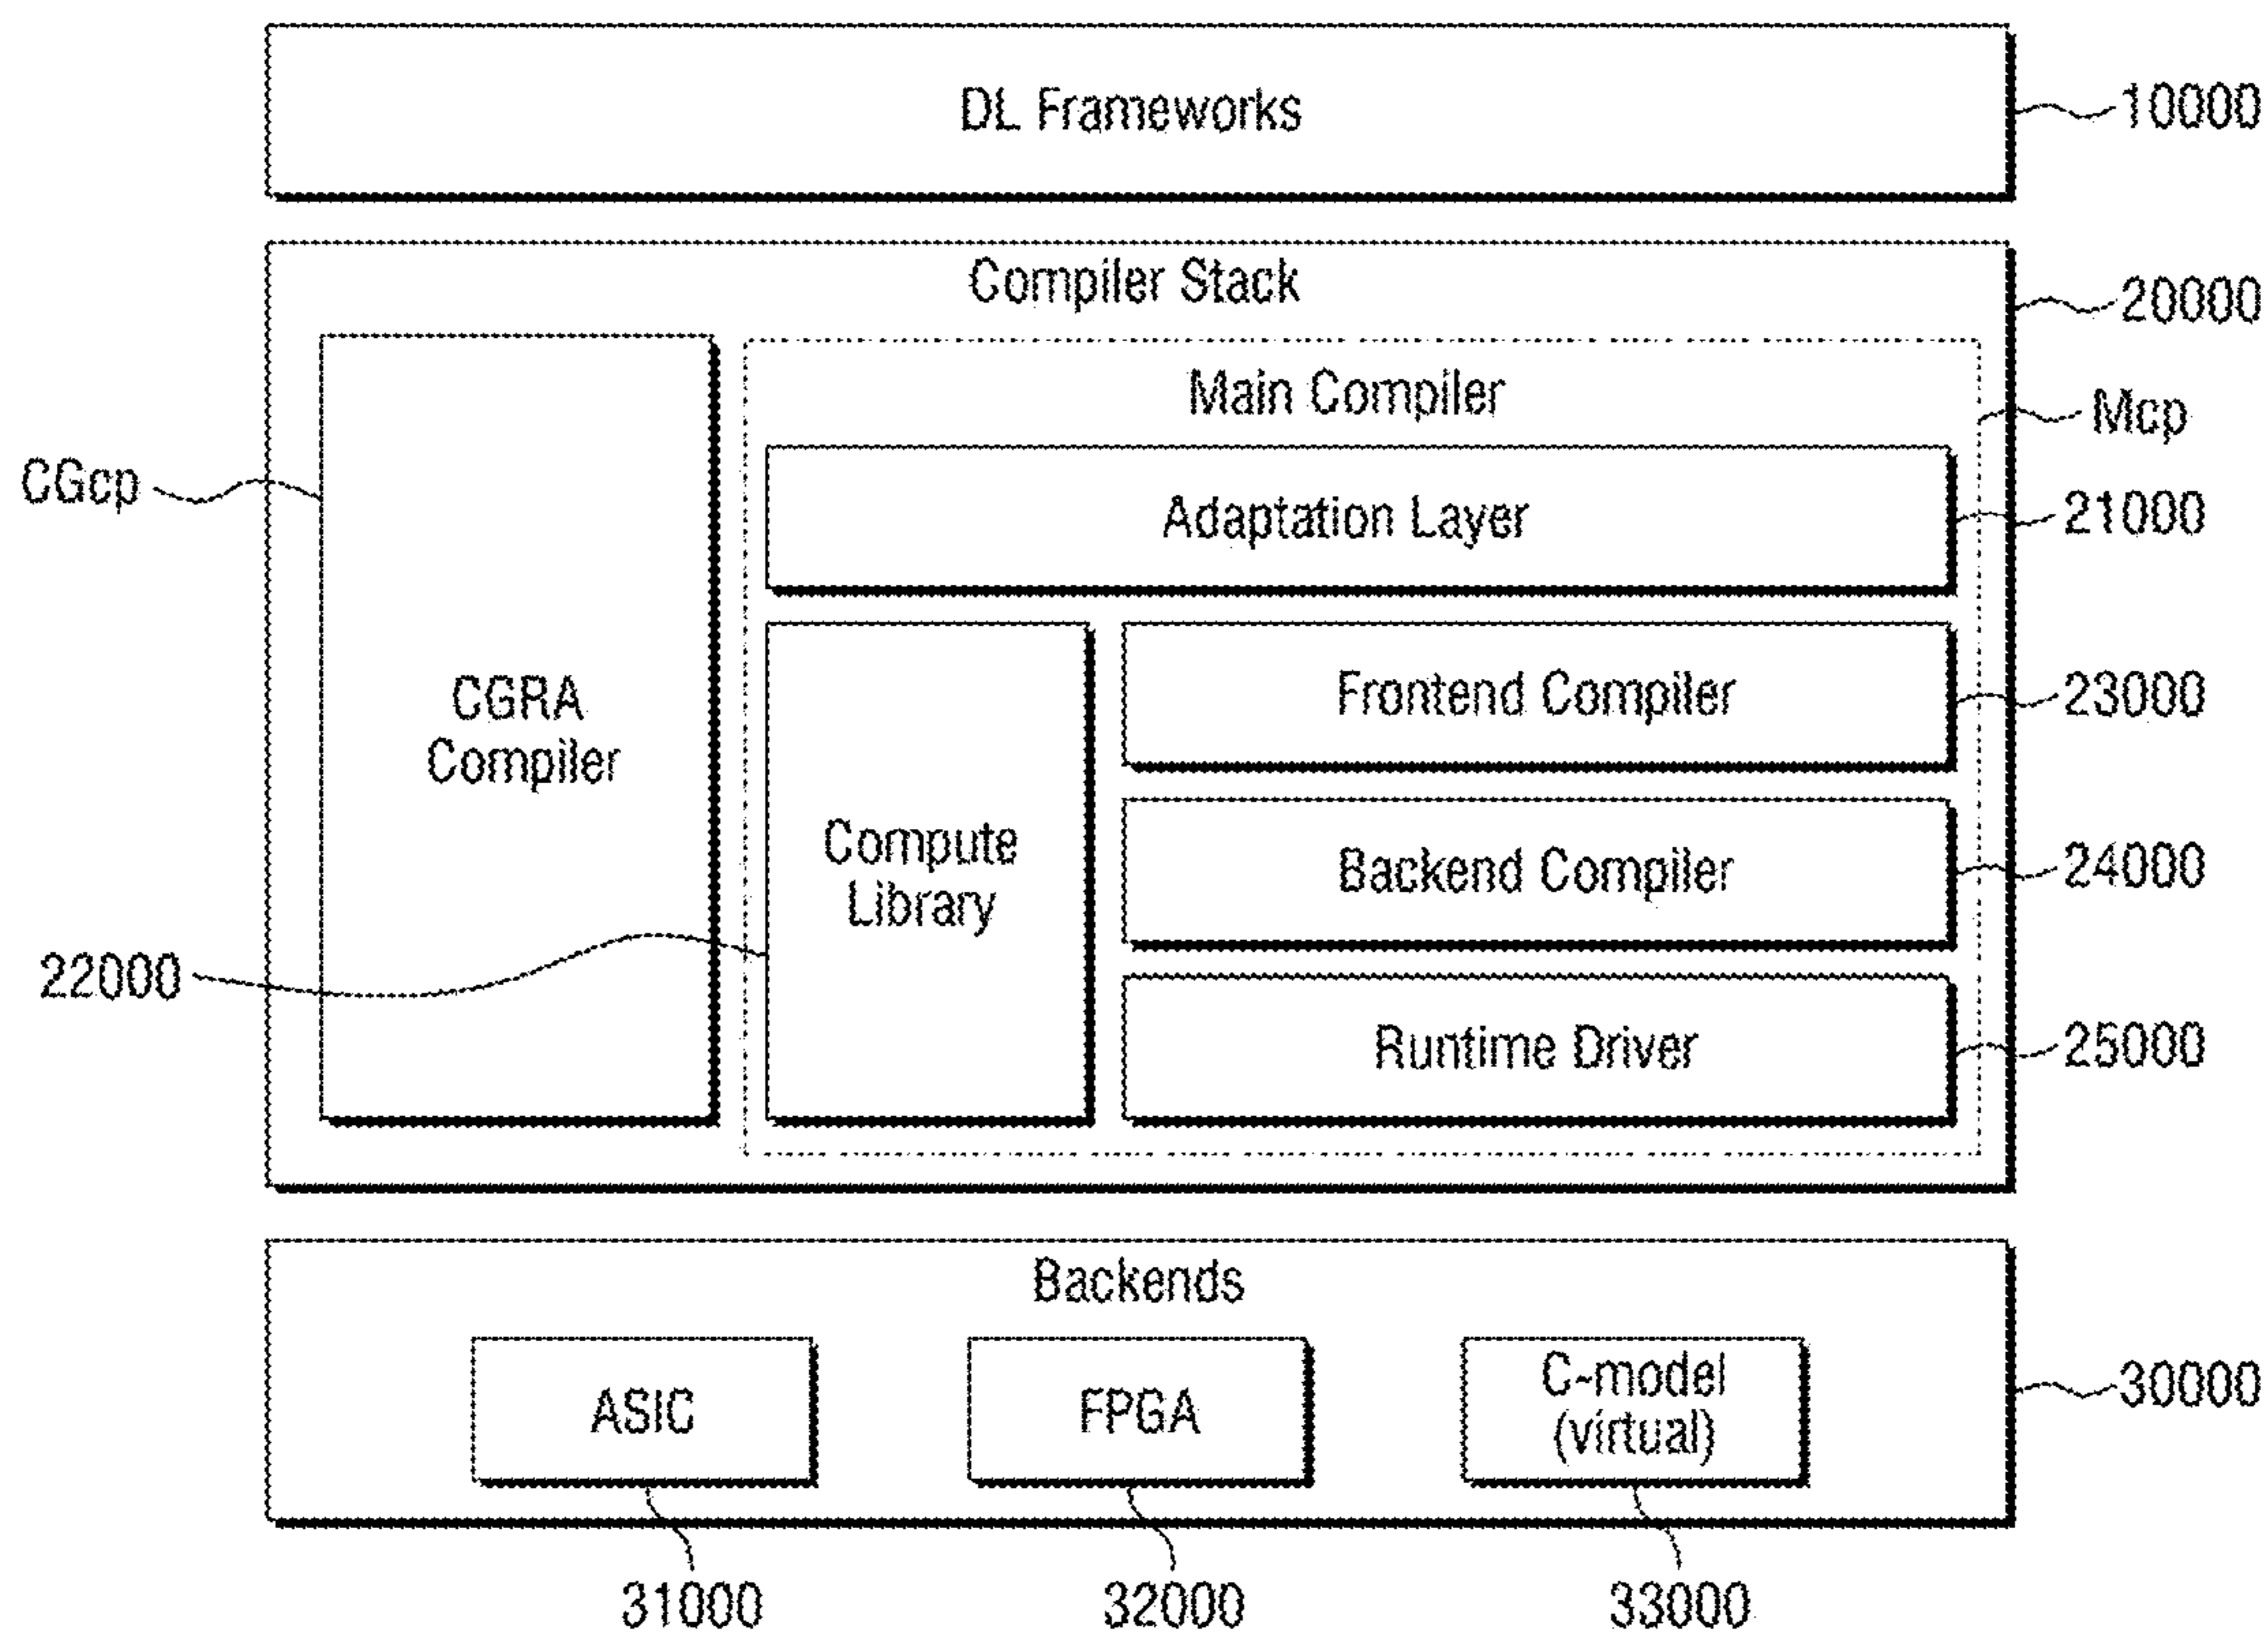 DL Frameworks
10000
Compiler Stack
20000
Main Compiler
Mcp
CGcp
Adaptation Layer
21000
CGRA
Compiler
Frontend Compiler
23000
Compute
Library
Backend Compiler
24000
22000
Runtime Driver
25000
Backends
30000
ASIC
FPGA
C-model
(virtual)
31000
32000
33000